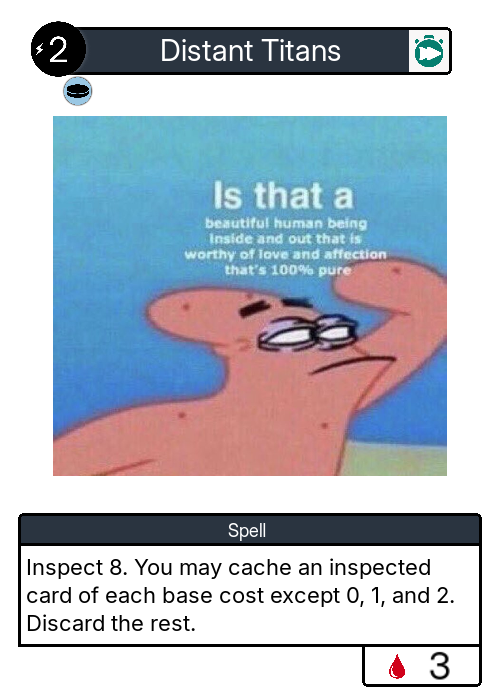 2
Distant Titans
Is that a
beautiful human being
inside and out that is
worthy of love and affection
that's 100% pure
Spell
Inspect 8. You may cache an inspected
card of each base cost except 0, 1, and 2.
Discard the rest.
3